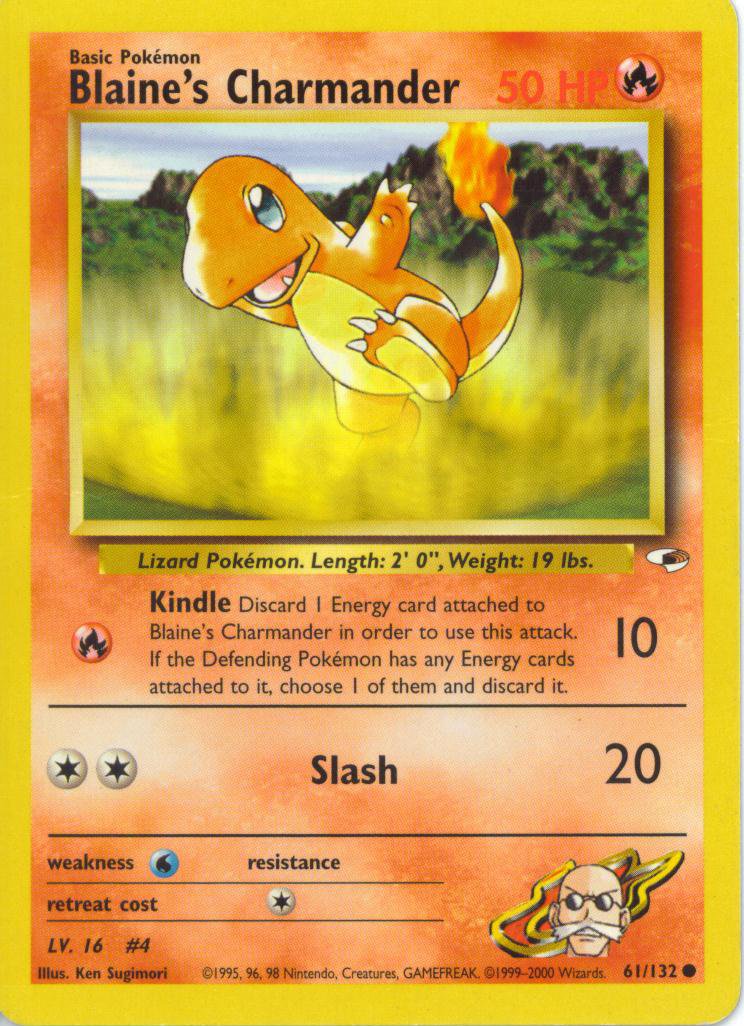 Basic Pokémon
Blaine's Charmander 50 HP
Lizard Pokémon. Length: 2' 0", Weight: 19 lbs.
Kindle Discard 1 Energy card attached to
Blaine's Charmander in order to use this attack.
If the Defending Pokémon has any Energy cards
attached to it, choose 1 of them and discard it.
10
Slash 20
weakness resistance
retreat cost
LV. 16 #4
Illus. Ken Sugimori ©1995, 96, 98 Nintendo, Creatures, GAMEFREAK. ©1999–2000 Wizards. 61/132